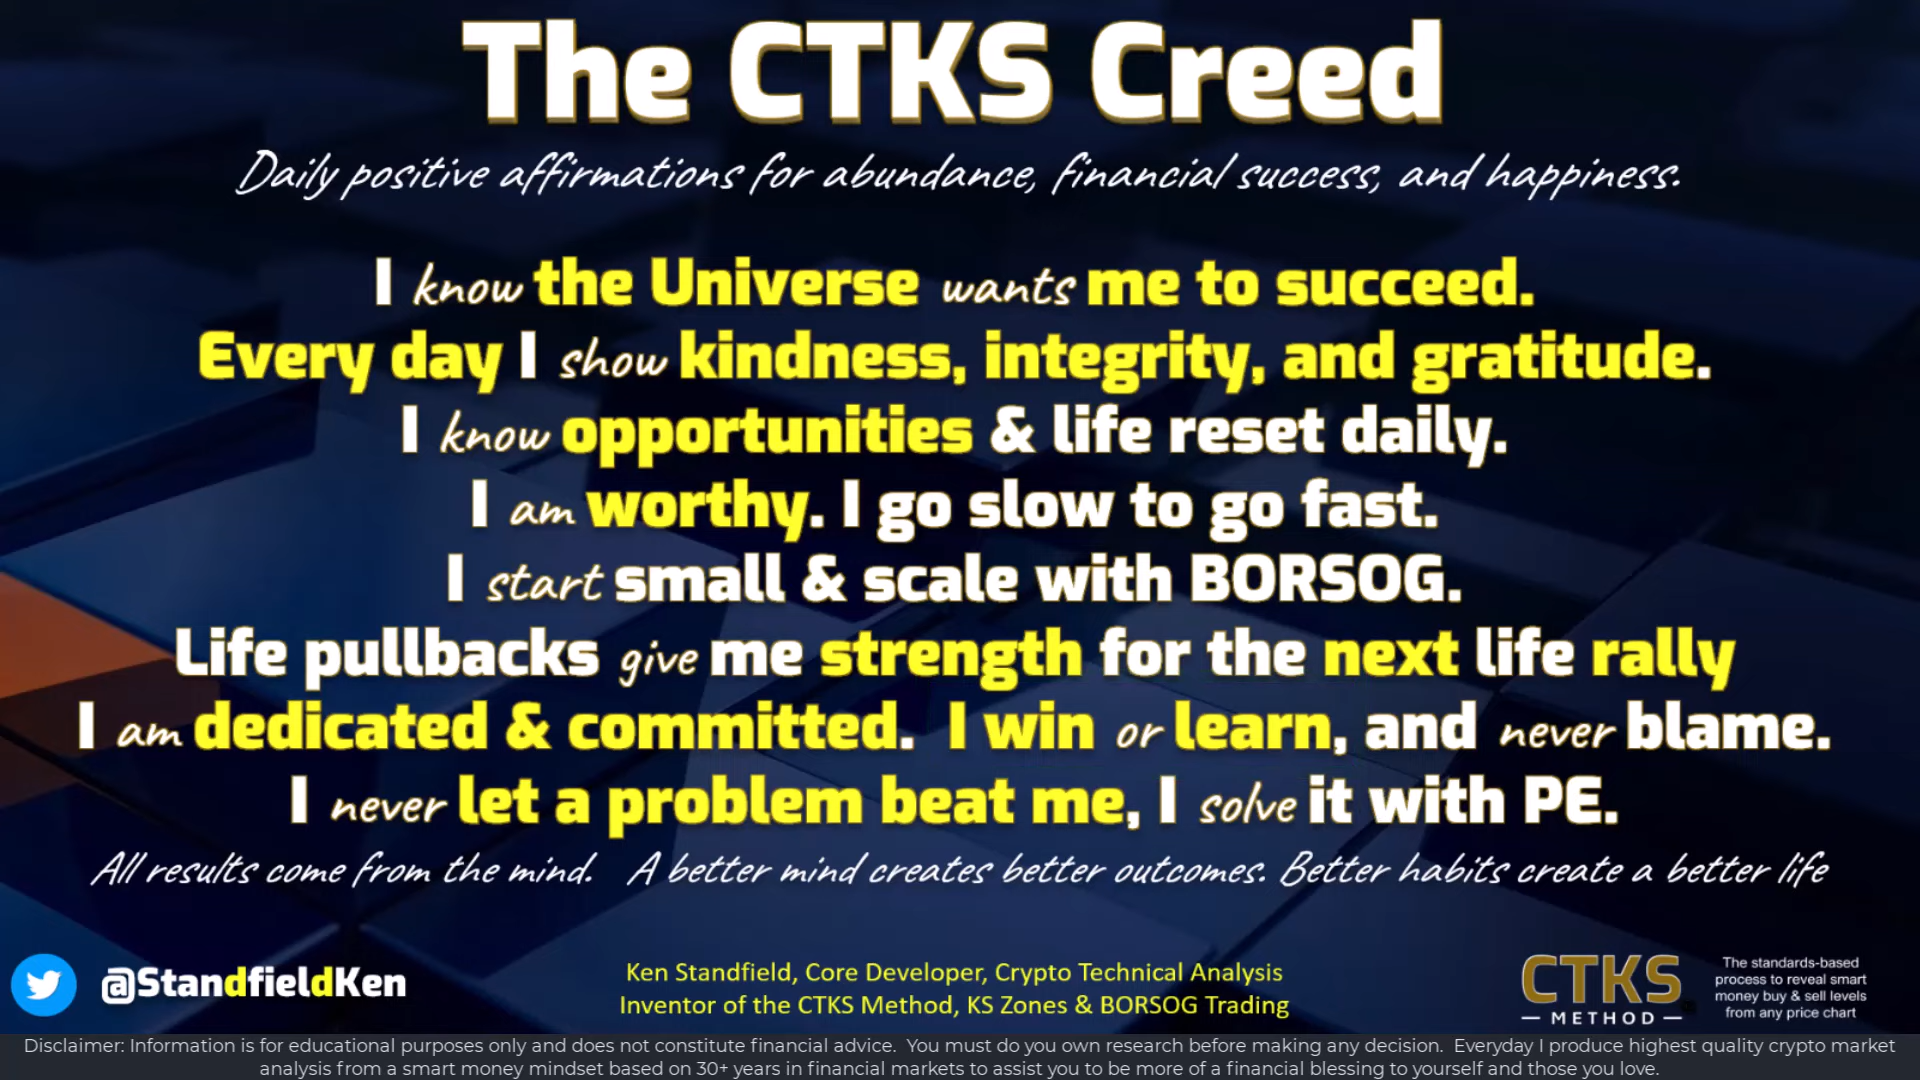 The CTKS Creed
Daily positive affirmations for abundance, financial success, and happiness.
I know the Universe wants me to succeed.
Every day I show kindness, integrity, and gratitude.
I know opportunities & life reset daily.
I am worthy. I go slow to go fast.
I start small & scale with BORSOG.
Life pullbacks give me strength for the next life rally
I am dedicated & committed. I win or learn, and never blame.
I never let a problem beat me, I solve it with PE.
All results come from the mind. A better mind creates better outcomes. Better habits create a better life
@StandfieldKen
Ken Standfield, Core Developer, Crypto Technical Analysis
Inventor of the CTKS Method, KS Zones & BORSOG Trading
CTKS
METHOD
The standards-based
process to reveal smart
money buy & sell levels
from any price chart
Disclaimer: Information is for educational purposes only and does not constitute financial advice. You must do you own research before making any decision. Everyday I produce highest quality crypto market
analysis from a smart money mindset based on 30+ years in financial markets to assist you to be more of a financial blessing to yourself and those you love.